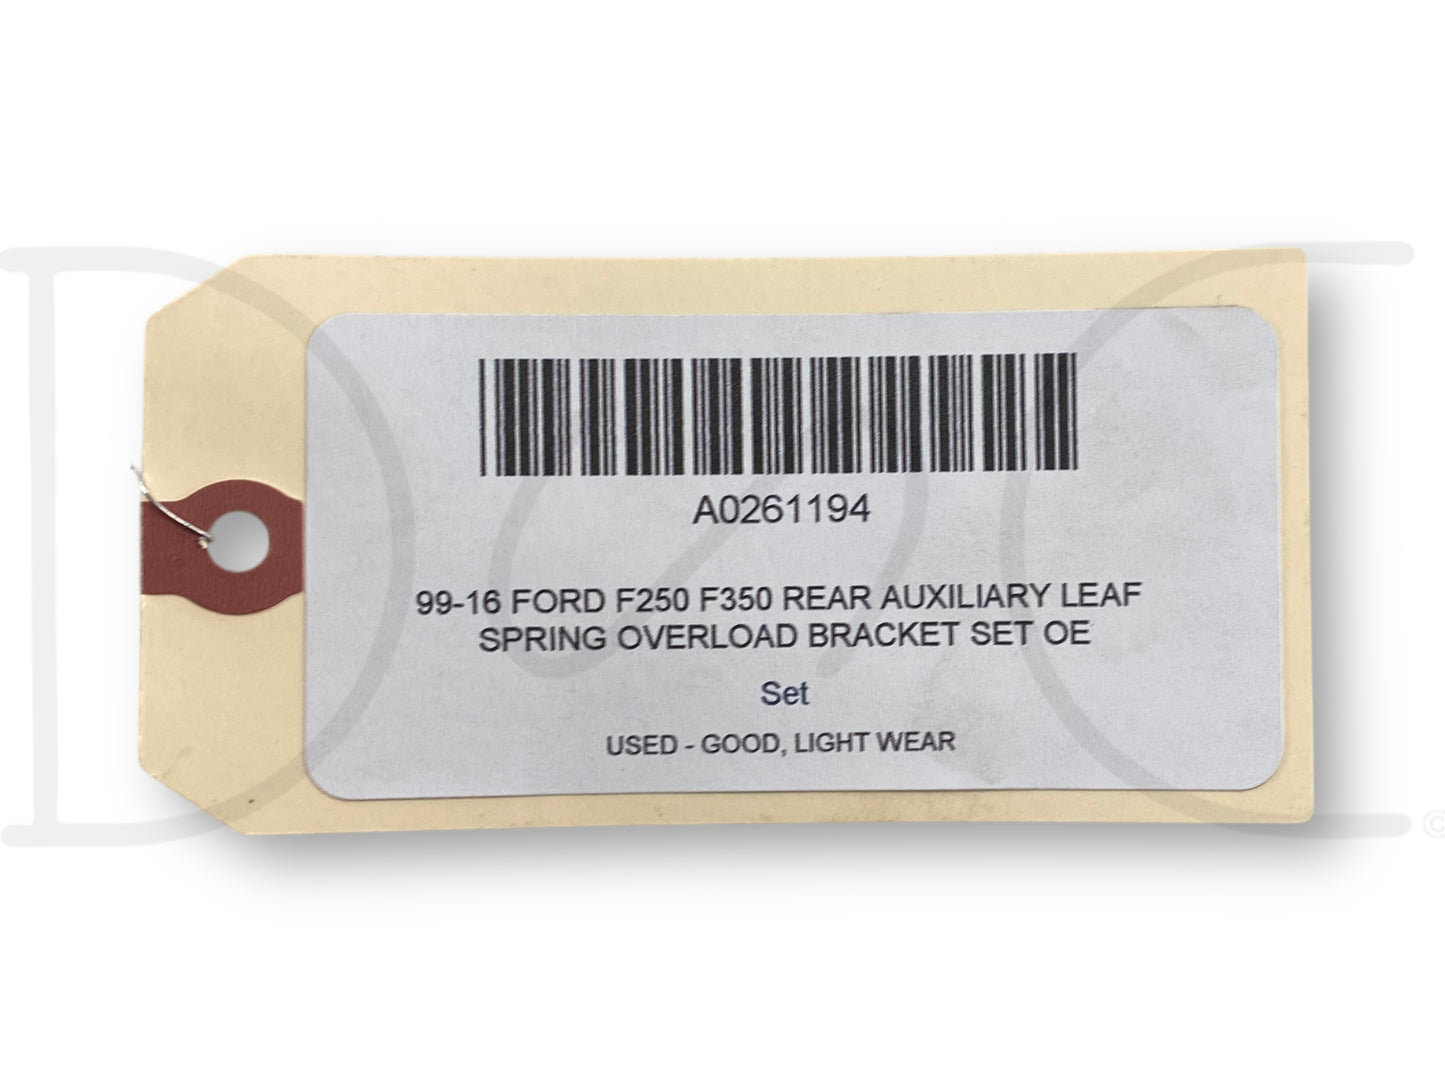 A0261194
99-16 FORD F250 F350 REAR AUXILIARY LEAF
SPRING OVERLOAD BRACKET SET OE
Set
USED - GOOD, LIGHT WEAR
©